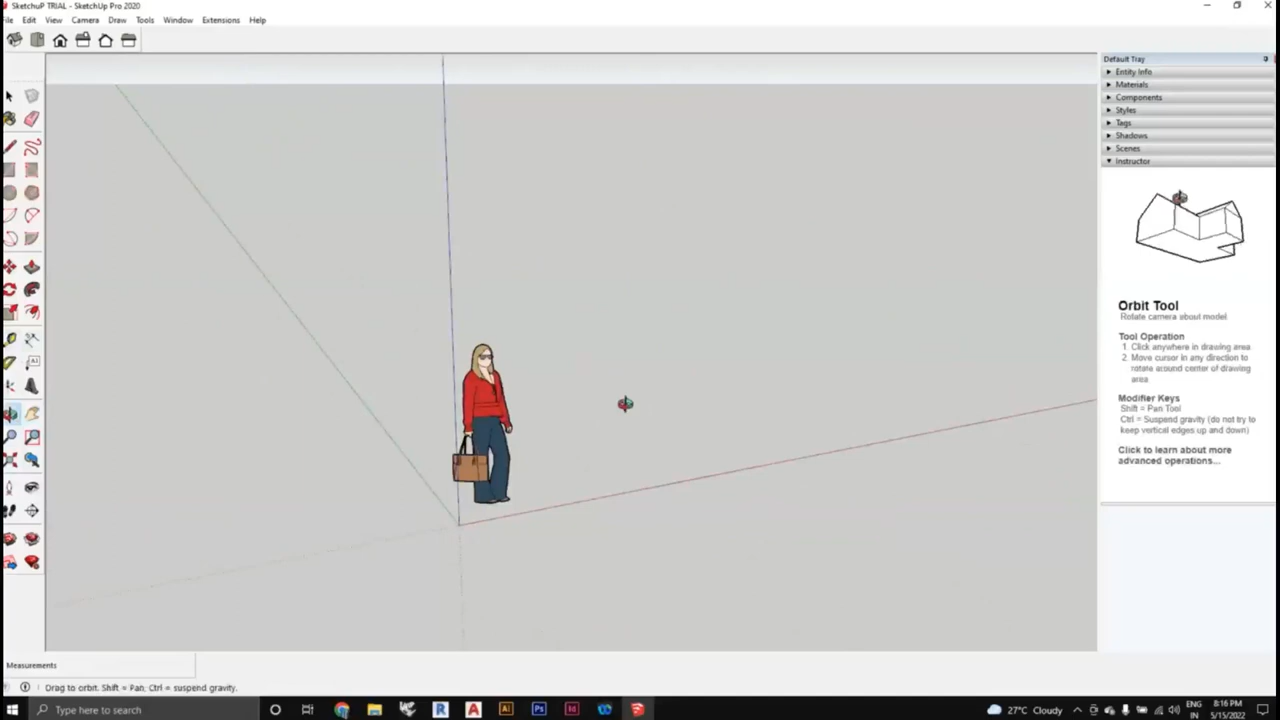 SketchuP TRIAL - SketchUp Pro 2020
File Edit View Camera Draw Tools Window Extensions Help
Default Tray
Entity Info
Materials
Components
Styles
Tags
Shadows
Scenes
Instructor
Orbit Tool
Rotate camera about model
Tool Operation
1. Click anywhere in drawing area
2. Move cursor in any direction to
rotate around center of drawing
area
Modifier Keys
Shift = Pan Tool
Ctrl = Suspend gravity (do not try to
keep vertical edges up and down)
Click to learn about more
advanced operations...
Measurements
Drag to orbit. Shift = Pan, Ctrl = suspend gravity.
Type here to search
R A Ai Ps Id
27°C Cloudy
ENG
IN
8:16 PM
5/15/2022